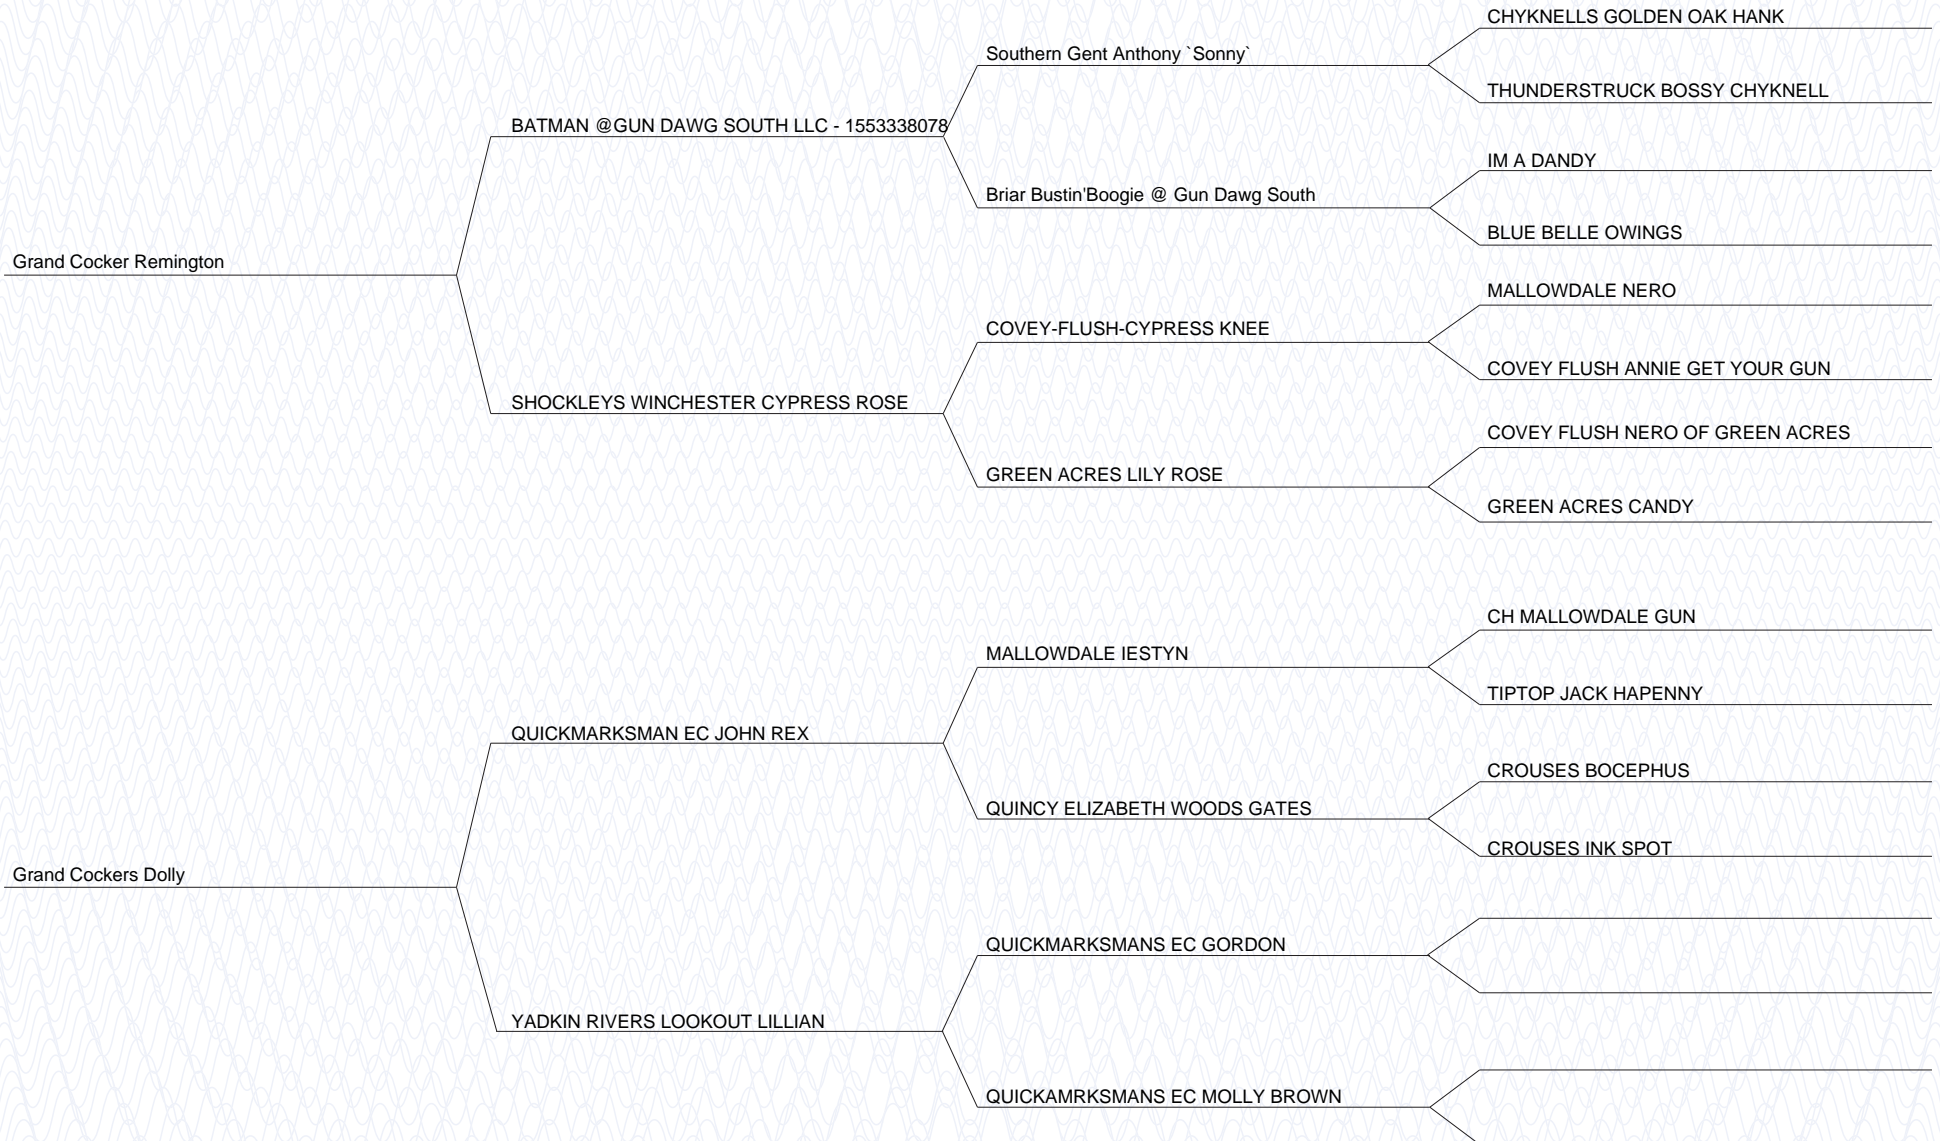 CHYKNELLS GOLDEN OAK HANK
Southern Gent Anthony `Sonny`
THUNDERSTRUCK BOSSY CHYKNELL
BATMAN @GUN DAWG SOUTH LLC - 1553338078
IM A DANDY
Briar Bustin'Boogie @ Gun Dawg South
BLUE BELLE OWINGS
Grand Cocker Remington
MALLOWDALE NERO
COVEY-FLUSH-CYPRESS KNEE
COVEY FLUSH ANNIE GET YOUR GUN
SHOCKLEYS WINCHESTER CYPRESS ROSE
COVEY FLUSH NERO OF GREEN ACRES
GREEN ACRES LILY ROSE
GREEN ACRES CANDY
CH MALLOWDALE GUN
MALLOWDALE IESTYN
TIPTOP JACK HAPENNY
QUICKMARKSMAN EC JOHN REX
CROUSES BOCEPHUS
QUINCY ELIZABETH WOODS GATES
CROUSES INK SPOT
Grand Cockers Dolly
QUICKMARKSMANS EC GORDON
YADKIN RIVERS LOOKOUT LILLIAN
QUICKAMRKSMANS EC MOLLY BROWN